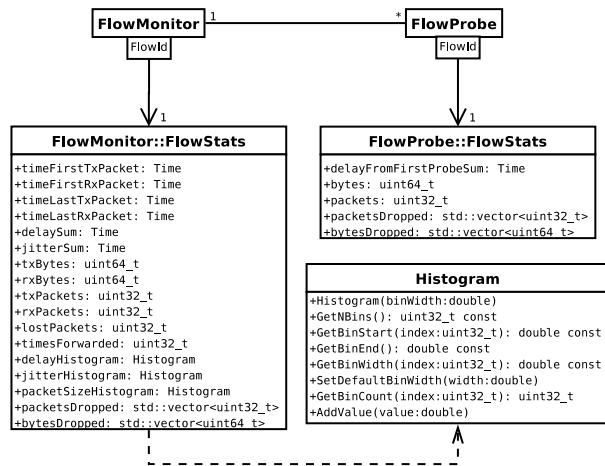 FlowMonitor
1
*
FlowProbe
FlowId
FlowId
1
1
FlowMonitor::FlowStats
+timeFirstTxPacket: Time
+timeFirstRxPacket: Time
+timeLastTxPacket: Time
+timeLastRxPacket: Time
+delaySum: Time
+jitterSum: Time
+txBytes: uint64_t
+rxBytes: uint64_t
+txPackets: uint32_t
+rxPackets: uint32_t
+lostPackets: uint32_t
+timesForwarded: uint32_t
+delayHistogram: Histogram
+jitterHistogram: Histogram
+packetSizeHistogram: Histogram
+packetsDropped: std::vector<uint32_t>
+bytesDropped: std::vector<uint64_t>
FlowProbe::FlowStats
+delayFromFirstProbeSum: Time
+bytes: uint64_t
+packets: uint32_t
+packetsDropped: std::vector<uint32_t>
+bytesDropped: std::vector<uint64_t>
Histogram
+Histogram(binWidth:double)
+GetNBins(): uint32_t const
+GetBinStart(index:uint32_t): double const
+GetBinEnd(): double const
+GetBinWidth(index:uint32_t): double const
+SetDefaultBinWidth(width:double)
+GetBinCount(index:uint32_t): uint32_t
+AddValue(value:double)